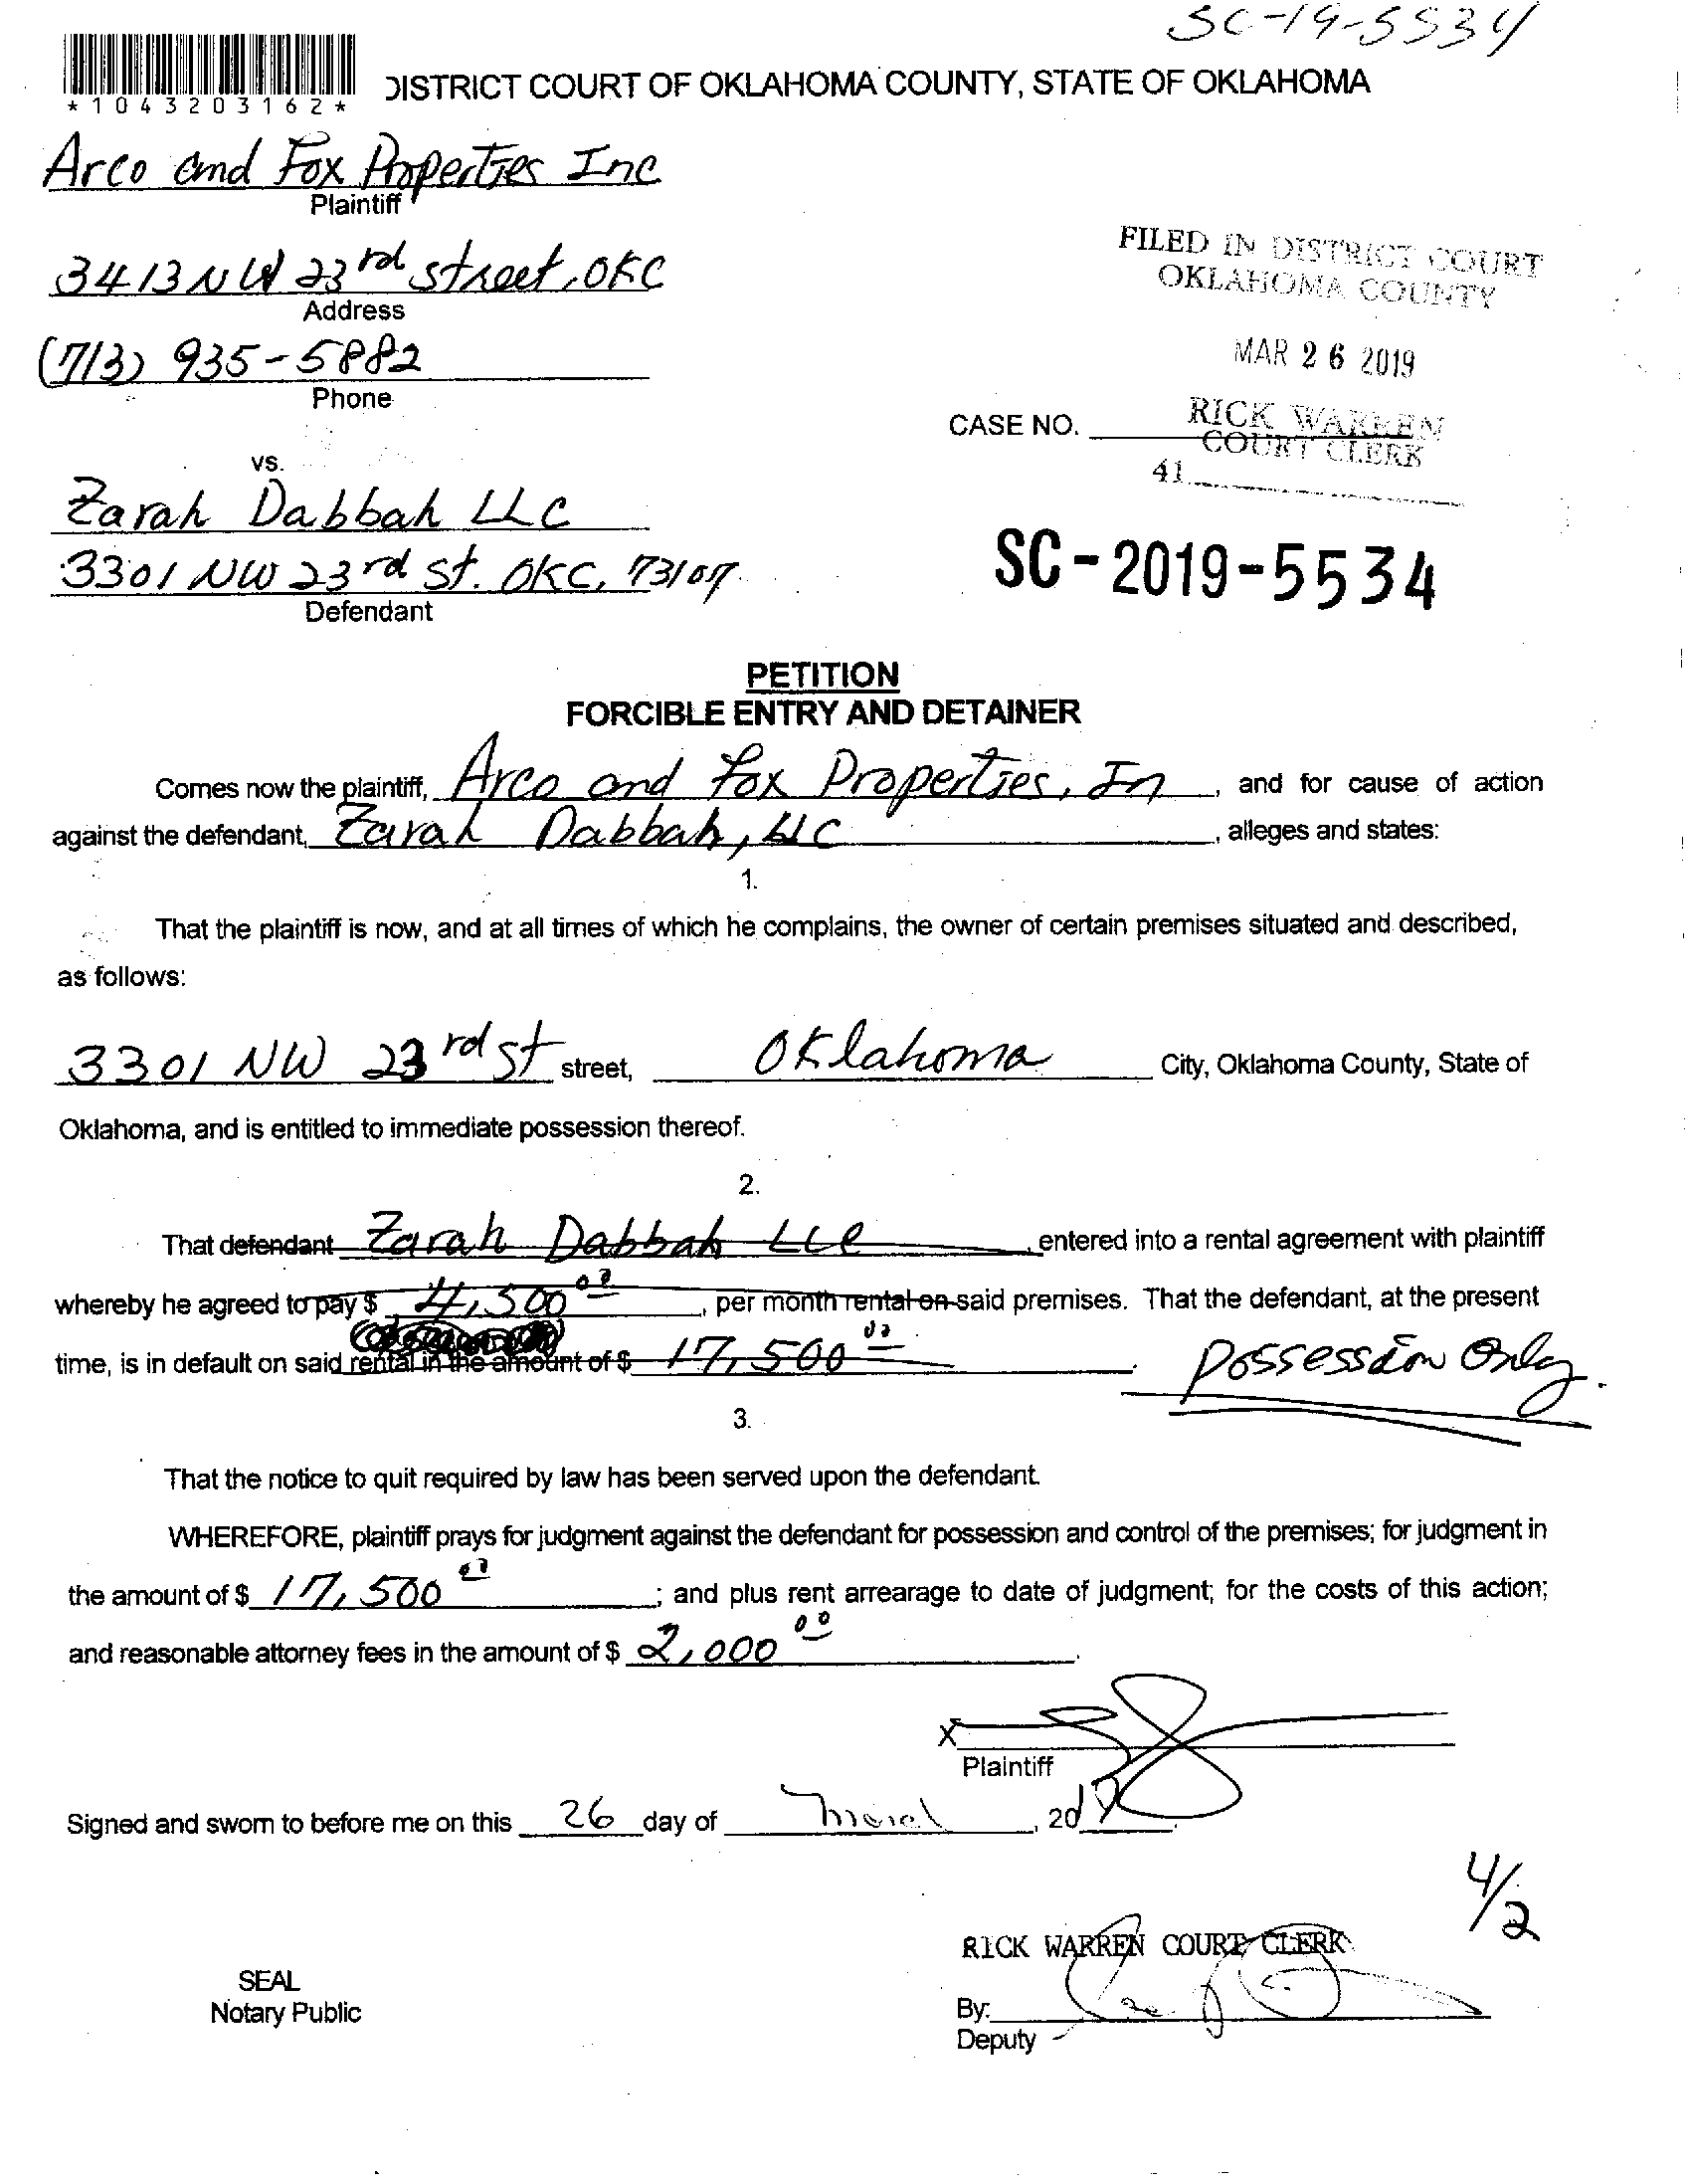 SC-19-5534
*1043203162*
DISTRICT COURT OF OKLAHOMA COUNTY, STATE OF OKLAHOMA
Arco and Fox Properties Inc
Plaintiff
3413 NW 23rd street, OKC
Address
(713) 935-5882
Phone
FILED IN DISTRICT COURT
OKLAHOMA COUNTY
MAR 26 2019
RICK WARREN
COURT CLERK
41
CASE NO.
vs.
Zarah Dabbah LLC
3301 NW 23rd St. OKC, 73107
Defendant
SC-2019-5534
PETITION
FORCIBLE ENTRY AND DETAINER
Comes now the plaintiff, Arco and Fox Properties, In, and for cause of action
against the defendant, Zarah Dabbah, LLC, alleges and states:
1.
That the plaintiff is now, and at all times of which he complains, the owner of certain premises situated and described,
as follows:
3301 NW 23rd St street, Oklahoma City, Oklahoma County, State of
Oklahoma, and is entitled to immediate possession thereof.
2.
That defendant Zarah Dabbah LLC, entered into a rental agreement with plaintiff
whereby he agreed to pay $ 4,500 00, per month rental on said premises. That the defendant, at the present
time, is in default on said rental in the amount of $ 17,500 00. Possession Only.
3.
That the notice to quit required by law has been served upon the defendant.
WHEREFORE, plaintiff prays for judgment against the defendant for possession and control of the premises; for judgment in
the amount of $ 17,500 00; and plus rent arrearage to date of judgment; for the costs of this action;
and reasonable attorney fees in the amount of $ 2,000 00.
X
Plaintiff
Signed and sworn to before me on this 26 day of March, 2019.
4/2
RICK WARREN COURT CLERK
SEAL
Notary Public
By:
Deputy